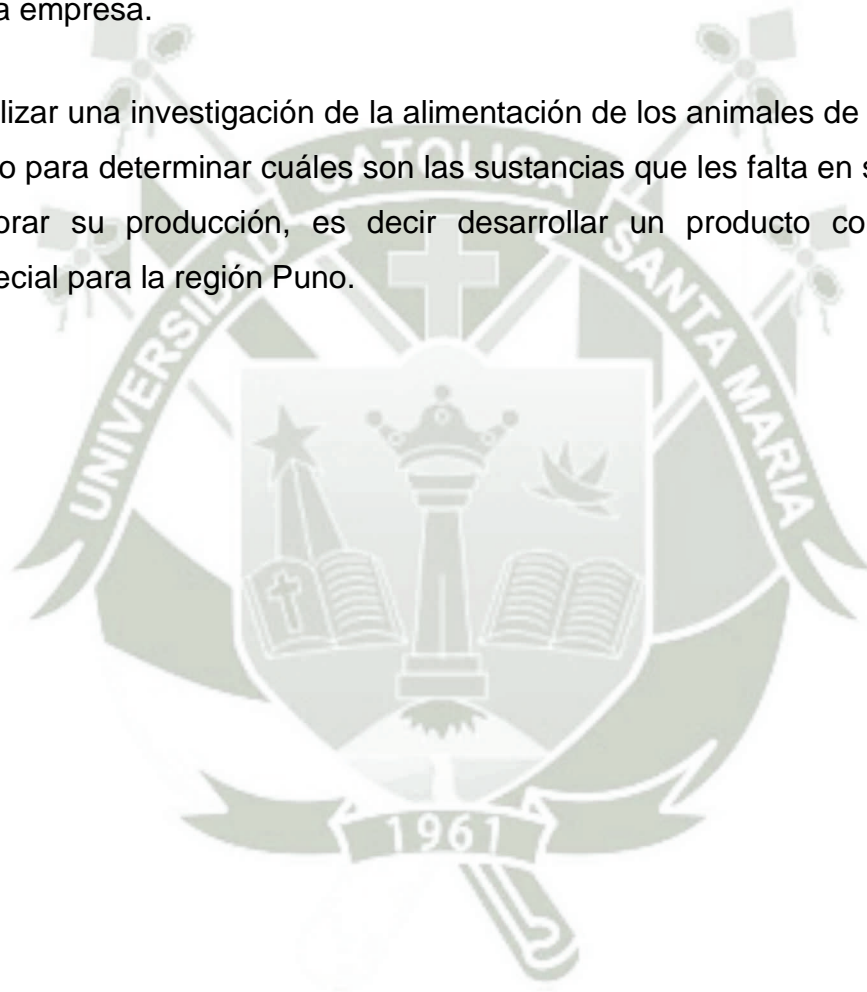 a empresa.
lizar una investigación de la alimentación de los animales de
o para determinar cuáles son las sustancias que les falta en s
orar su producción, es decir desarrollar un producto co
ecial para la región Puno.
UNIVERSIDAD CATOLICA SANTA MARIA
1961